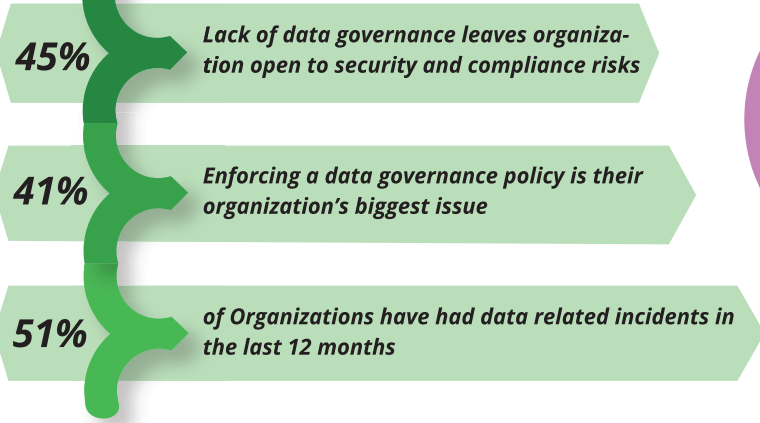 45%
Lack of data governance leaves organiza-
tion open to security and compliance risks
41%
Enforcing a data governance policy is their
organization’s biggest issue
51%
of Organizations have had data related incidents in
the last 12 months